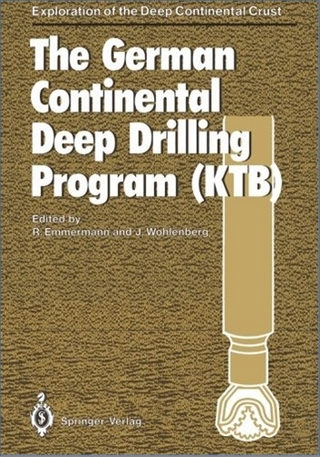 Exploration of the Deep Continental Crust
The German
Continental
Deep Drilling
Program (KTB)
Edited by
R. Emmermann and J. Wohlenberg
Springer-Verlag